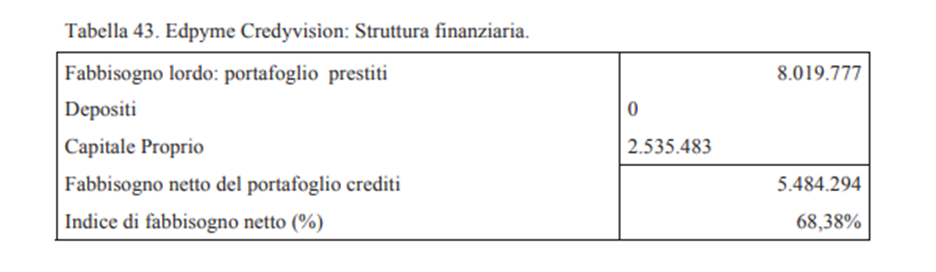 Tabella 43. Edpyme Credyvision: Struttura finanziaria.
Fabbisogno lordo: portafoglio prestiti 8.019.777
Depositi 0
Capitale Proprio 2.535.483
Fabbisogno netto del portafoglio crediti 5.484.294
Indice di fabbisogno netto (%) 68,38%